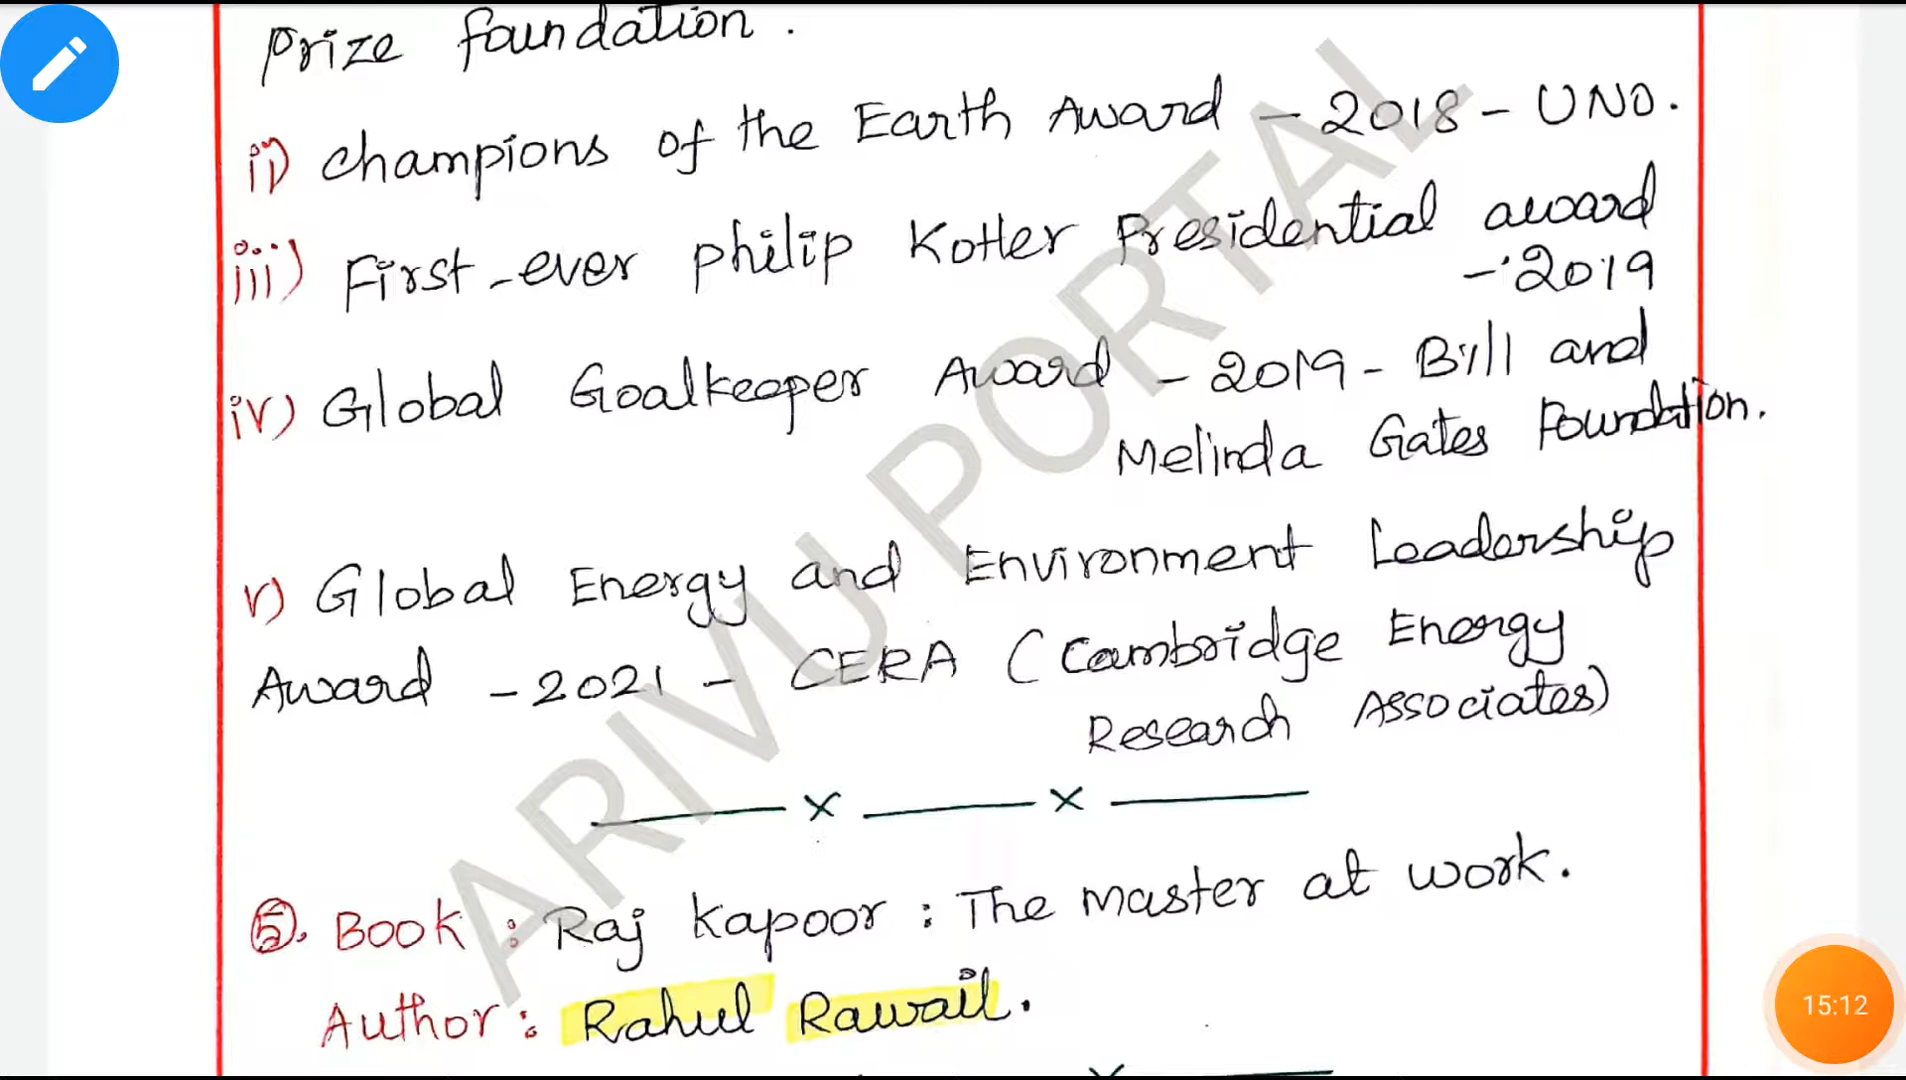 Prize foundation.
ii) Champions of the Earth Award - 2018 - UNO.
iii) First-ever Philip Kotler Presidential award
- 2019
iv) Global Goalkeeper Award - 2019 - Bill and
Melinda Gates Foundation.
v) Global Energy and Environment Leadership
Award - 2021 - CERA (Cambridge Energy
Research Associates)
x x
5. Book : Raj Kapoor : The Master at work.
Author : Rahul Rawail.
ARIVU PORTAL
15:12